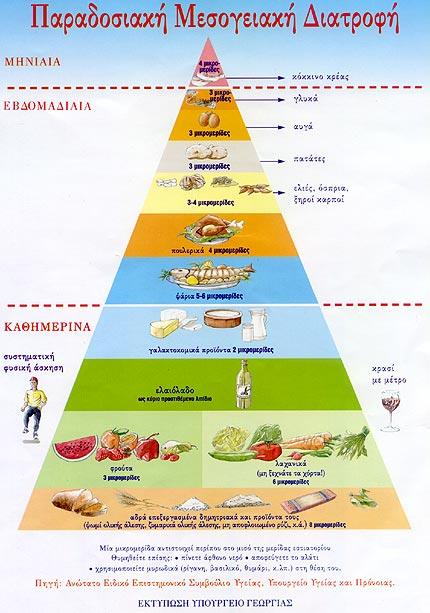 Παραδοσιακή Μεσογειακή Διατροφή
ΜΗΝΙΑΙΑ
4 μικρο-
μερίδες
κόκκινο κρέας
ΕΒΔΟΜΑΔΙΑΙΑ
3 μικρο-
μερίδες
γλυκά
3 μικρομερίδες
αυγά
3 μικρομερίδες
πατάτες
3-4 μικρομερίδες
ελιές, όσπρια,
ξηροί καρποί
πουλερικά 4 μικρομερίδες
ψάρια 5-6 μικρομερίδες
ΚΑΘΗΜΕΡΙΝΑ
συστηματική
φυσική άσκηση
γαλακτοκομικά προϊόντα 2 μικρομερίδες
κρασί
με μέτρο
ελαιόλαδο
ως κύριο προστιθέμενο λιπίδιο
φρούτα
3 μικρομερίδες
λαχανικά
(μη ξεχνάτε τα χόρτα!)
6 μικρομερίδες
αδρά επεξεργασμένα δημητριακά και προϊόντα τους
(ψωμί ολικής άλεσης, ζυμαρικά ολικής άλεσης, μη αποφλοιωμένο ρύζι, κ.ά.) 8 μικρομερίδες
Μία μικρομερίδα αντιστοιχεί περίπου στο μισό της μερίδας εστιατορίου
Θυμηθείτε επίσης: • πίνετε άφθονο νερό • αποφεύγετε το αλάτι
• χρησιμοποιείτε μυρωδικά (ρίγανη, βασιλικό, θυμάρι, κ.λπ.) στη θέση του.
Πηγή: Ανώτατο Ειδικό Επιστημονικό Συμβούλιο Υγείας, Υπουργείο Υγείας και Πρόνοιας.
ΕΚΤΥΠΩΣΗ ΥΠΟΥΡΓΕΙΟ ΓΕΩΡΓΙΑΣ